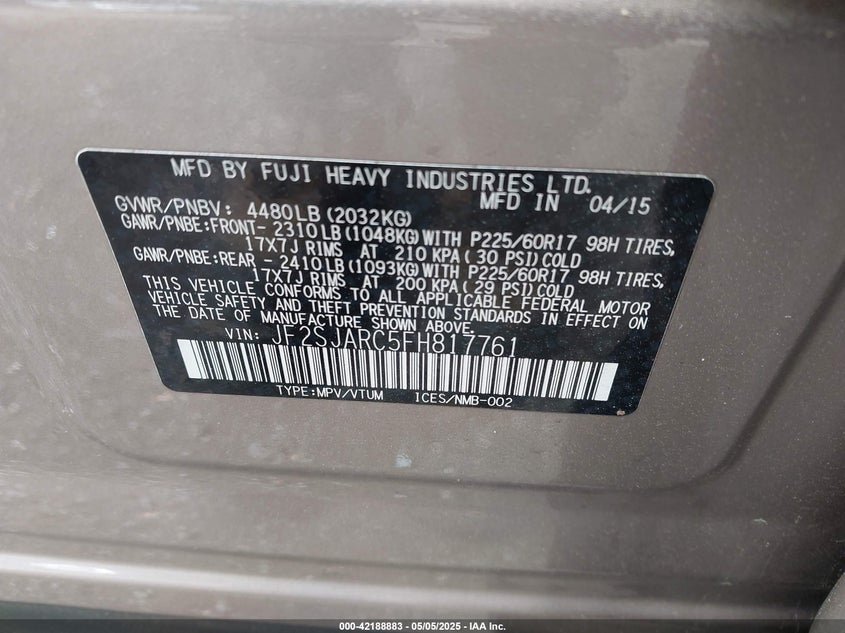 MFD BY FUJI HEAVY INDUSTRIES LTD.
MFD IN 04/15
GVWR/PNBV: 4480LB(2032KG)
GAWR/PNBE:FRONT-2310LB(1048KG)WITH P225/60R17 98H TIRES,
17X7J RIMS AT 210 KPA(30 PSI)COLD
GAWR/PNBE:REAR -2410LB(1093KG)WITH P225/60R17 98H TIRES,
17X7J RIMS AT 200 KPA(29 PSI)COLD
THIS VEHICLE CONFORMS TO ALL APPLICABLE FEDERAL MOTOR
VEHICLE SAFETY AND THEFT PREVENTION STANDARDS IN EFFECT ON
THE DATE OF MANUFACTURE SHOWN ABOVE.
VIN: JF2SJARC5FH817761
TYPE:MPV/VTUM ICES/NMB-002
000-42188883 - 05/05/2025 - IAA Inc.